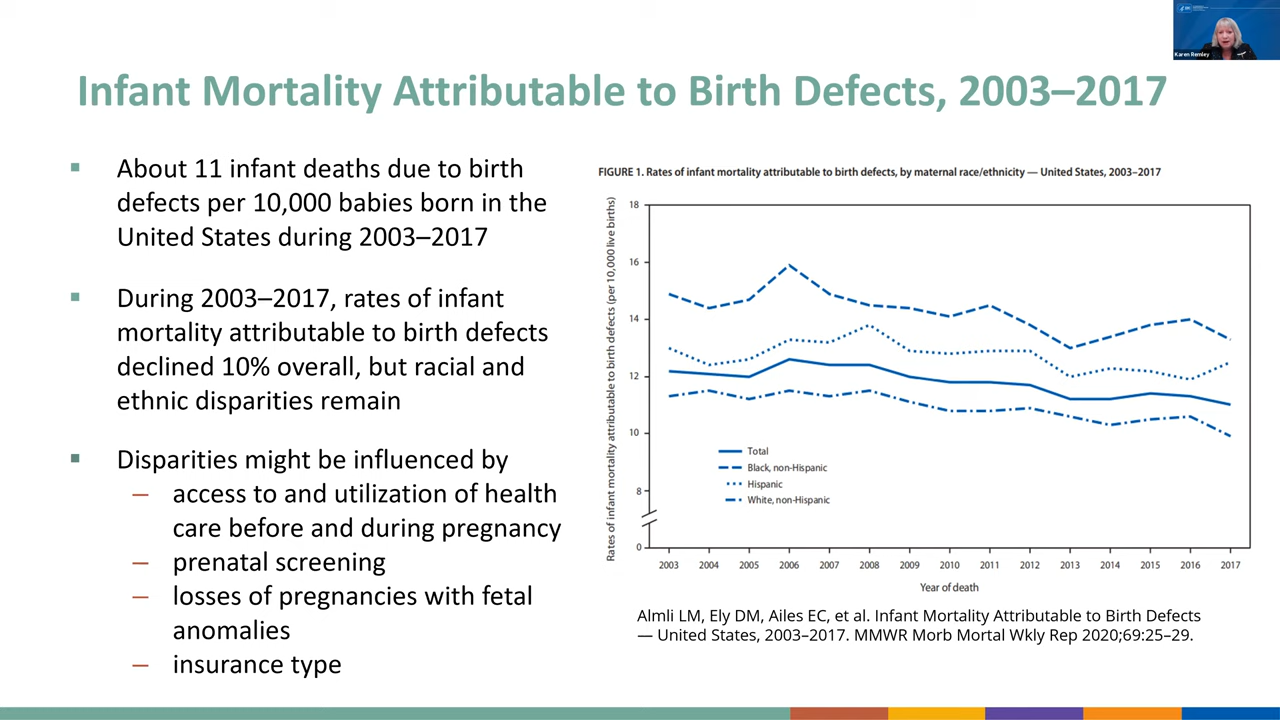 Karen Remley
Infant Mortality Attributable to Birth Defects, 2003–2017
▪ About 11 infant deaths due to birth
defects per 10,000 babies born in the
United States during 2003–2017
▪ During 2003–2017, rates of infant
mortality attributable to birth defects
declined 10% overall, but racial and
ethnic disparities remain
▪ Disparities might be influenced by
– access to and utilization of health
care before and during pregnancy
– prenatal screening
– losses of pregnancies with fetal
anomalies
– insurance type
FIGURE 1. Rates of infant mortality attributable to birth defects, by maternal race/ethnicity — United States, 2003–2017
Rates of infant mortality attributable to birth defects (per 10,000 live births)
18
16
14
12
10
8
0
Total
Black, non-Hispanic
Hispanic
White, non-Hispanic
2003 2004 2005 2006 2007 2008 2009 2010 2011 2012 2013 2014 2015 2016 2017
Year of death
Almli LM, Ely DM, Ailes EC, et al. Infant Mortality Attributable to Birth Defects
— United States, 2003–2017. MMWR Morb Mortal Wkly Rep 2020;69:25–29.